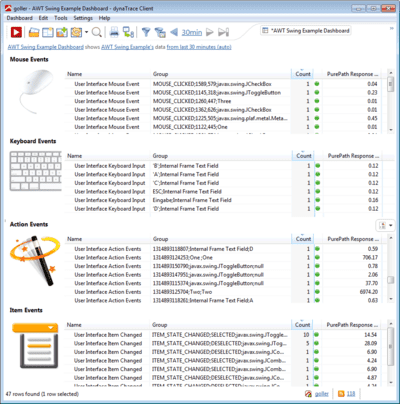 goller - AWT Swing Example Dashboard - dynaTrace Client
Dashboard Edit Tools Settings Help
30min
*AWT Swing Example Dashboard
AWT Swing Example Dashboard shows AWT Swing Example's data from last 30 minutes (auto)
Mouse Events
Name Group Count PurePath Response ...
User Interface Mouse Event MOUSE_CLICKED;1589,579;javax.swing.JCheckBox 1 0.04
User Interface Mouse Event MOUSE_CLICKED;1145,318;javax.swing.JToggleButton 1 0.23
User Interface Mouse Event MOUSE_CLICKED;1260,447;Three 1 0.01
User Interface Mouse Event MOUSE_CLICKED;1362,626;javax.swing.JCheckBox 1 0.04
User Interface Mouse Event MOUSE_CLICKED;1225,505;javax.swing.plaf.metal.Meta... 1 0.45
User Interface Mouse Event MOUSE_CLICKED;1122,445;One 1 0.01
Keyboard Events
Name Group Count PurePath Response ...
User Interface Keyboard Input 'B';Internal Frame Text Field 1 0.12
User Interface Keyboard Input 'A';Internal Frame Text Field 1 0.12
User Interface Keyboard Input 'C';Internal Frame Text Field 1 0.12
User Interface Keyboard Input ESC;Internal Frame Text Field 1 0.12
User Interface Keyboard Input Eingabe;Internal Frame Text Field 1 0.16
User Interface Keyboard Input 'D';Internal Frame Text Field 1 0.12
Action Events
Name Group Count PurePath Response ...
User Interface Action Events 1314893118807;Internal Frame Text Field;D 1 0.59
User Interface Action Events 1314893124253;One ;One 1 706.17
User Interface Action Events 1314893150790;javax.swing.JToggleButton;null 1 0.78
User Interface Action Events 1314893147951;javax.swing.JToggleButton;null 1 2.06
User Interface Action Events 1314893115374;javax.swing.JToggleButton;null 1 37.70
User Interface Action Events 1314893125704;Two;Two 1 6974.20
User Interface Action Events 1314893118261;Internal Frame Text Field;A 1 0.63
Item Events
Name Group Count PurePath Response ...
User Interface Item Changed ITEM_STATE_CHANGED;SELECTED;javax.swing.JToggl... 10 14.54
User Interface Item Changed ITEM_STATE_CHANGED;DESELECTED;javax.swing.JTog... 5 28.09
User Interface Item Changed ITEM_STATE_CHANGED;SELECTED;javax.swing.JComb... 1 6.90
User Interface Item Changed ITEM_STATE_CHANGED;DESELECTED;javax.swing.JCom... 1 4.24
User Interface Item Changed ITEM_STATE_CHANGED;SELECTED;javax.swing.JComb... 1 6.90
User Interface Item Changed ITEM_STATE_CHANGED;DESELECTED;javax.swing.JCom... 1 4.87
47 rows found (1 row selected) goller 118